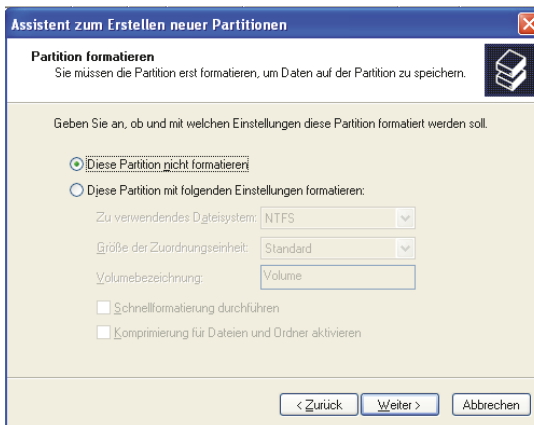 Assistent zum Erstellen neuer Partitionen
Partition formatieren
Sie müssen die Partition erst formatieren, um Daten auf der Partition zu speichern.
Geben Sie an, ob und mit welchen Einstellungen diese Partition formatiert werden soll.
Diese Partition nicht formatieren
Diese Partition mit folgenden Einstellungen formatieren:
Zu verwendendes Dateisystem: NTFS
Größe der Zuordnungseinheit: Standard
Volumebezeichnung: Volume
Schnellformatierung durchführen
Komprimierung für Dateien und Ordner aktivieren
< Zurück Weiter > Abbrechen